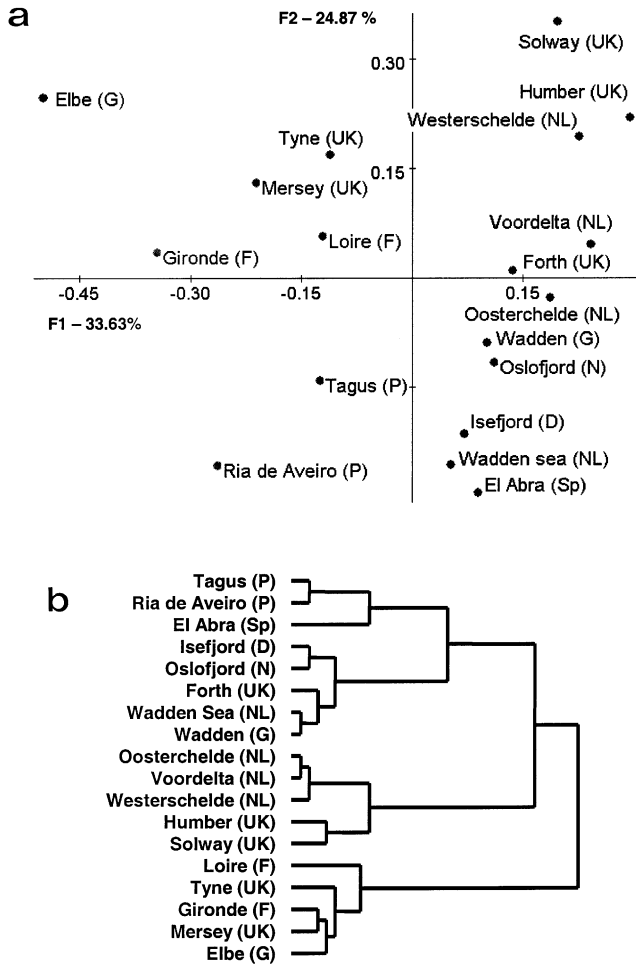 a
F2 – 24.87 %
Solway (UK)
0.30
Elbe (G)
Humber (UK)
Westerschelde (NL)
Tyne (UK)
0.15
Mersey (UK)
Voordelta (NL)
Loire (F)
Gironde (F)
Forth (UK)
-0.45
-0.30
-0.15
0.15
F1 – 33.63%
Oosterchelde (NL)
Wadden (G)
Oslofjord (N)
Tagus (P)
Isefjord (D)
Ria de Aveiro (P)
Wadden sea (NL)
El Abra (Sp)
b
Tagus (P)
Ria de Aveiro (P)
El Abra (Sp)
Isefjord (D)
Oslofjord (N)
Forth (UK)
Wadden Sea (NL)
Wadden (G)
Oosterchelde (NL)
Voordelta (NL)
Westerschelde (NL)
Humber (UK)
Solway (UK)
Loire (F)
Tyne (UK)
Gironde (F)
Mersey (UK)
Elbe (G)